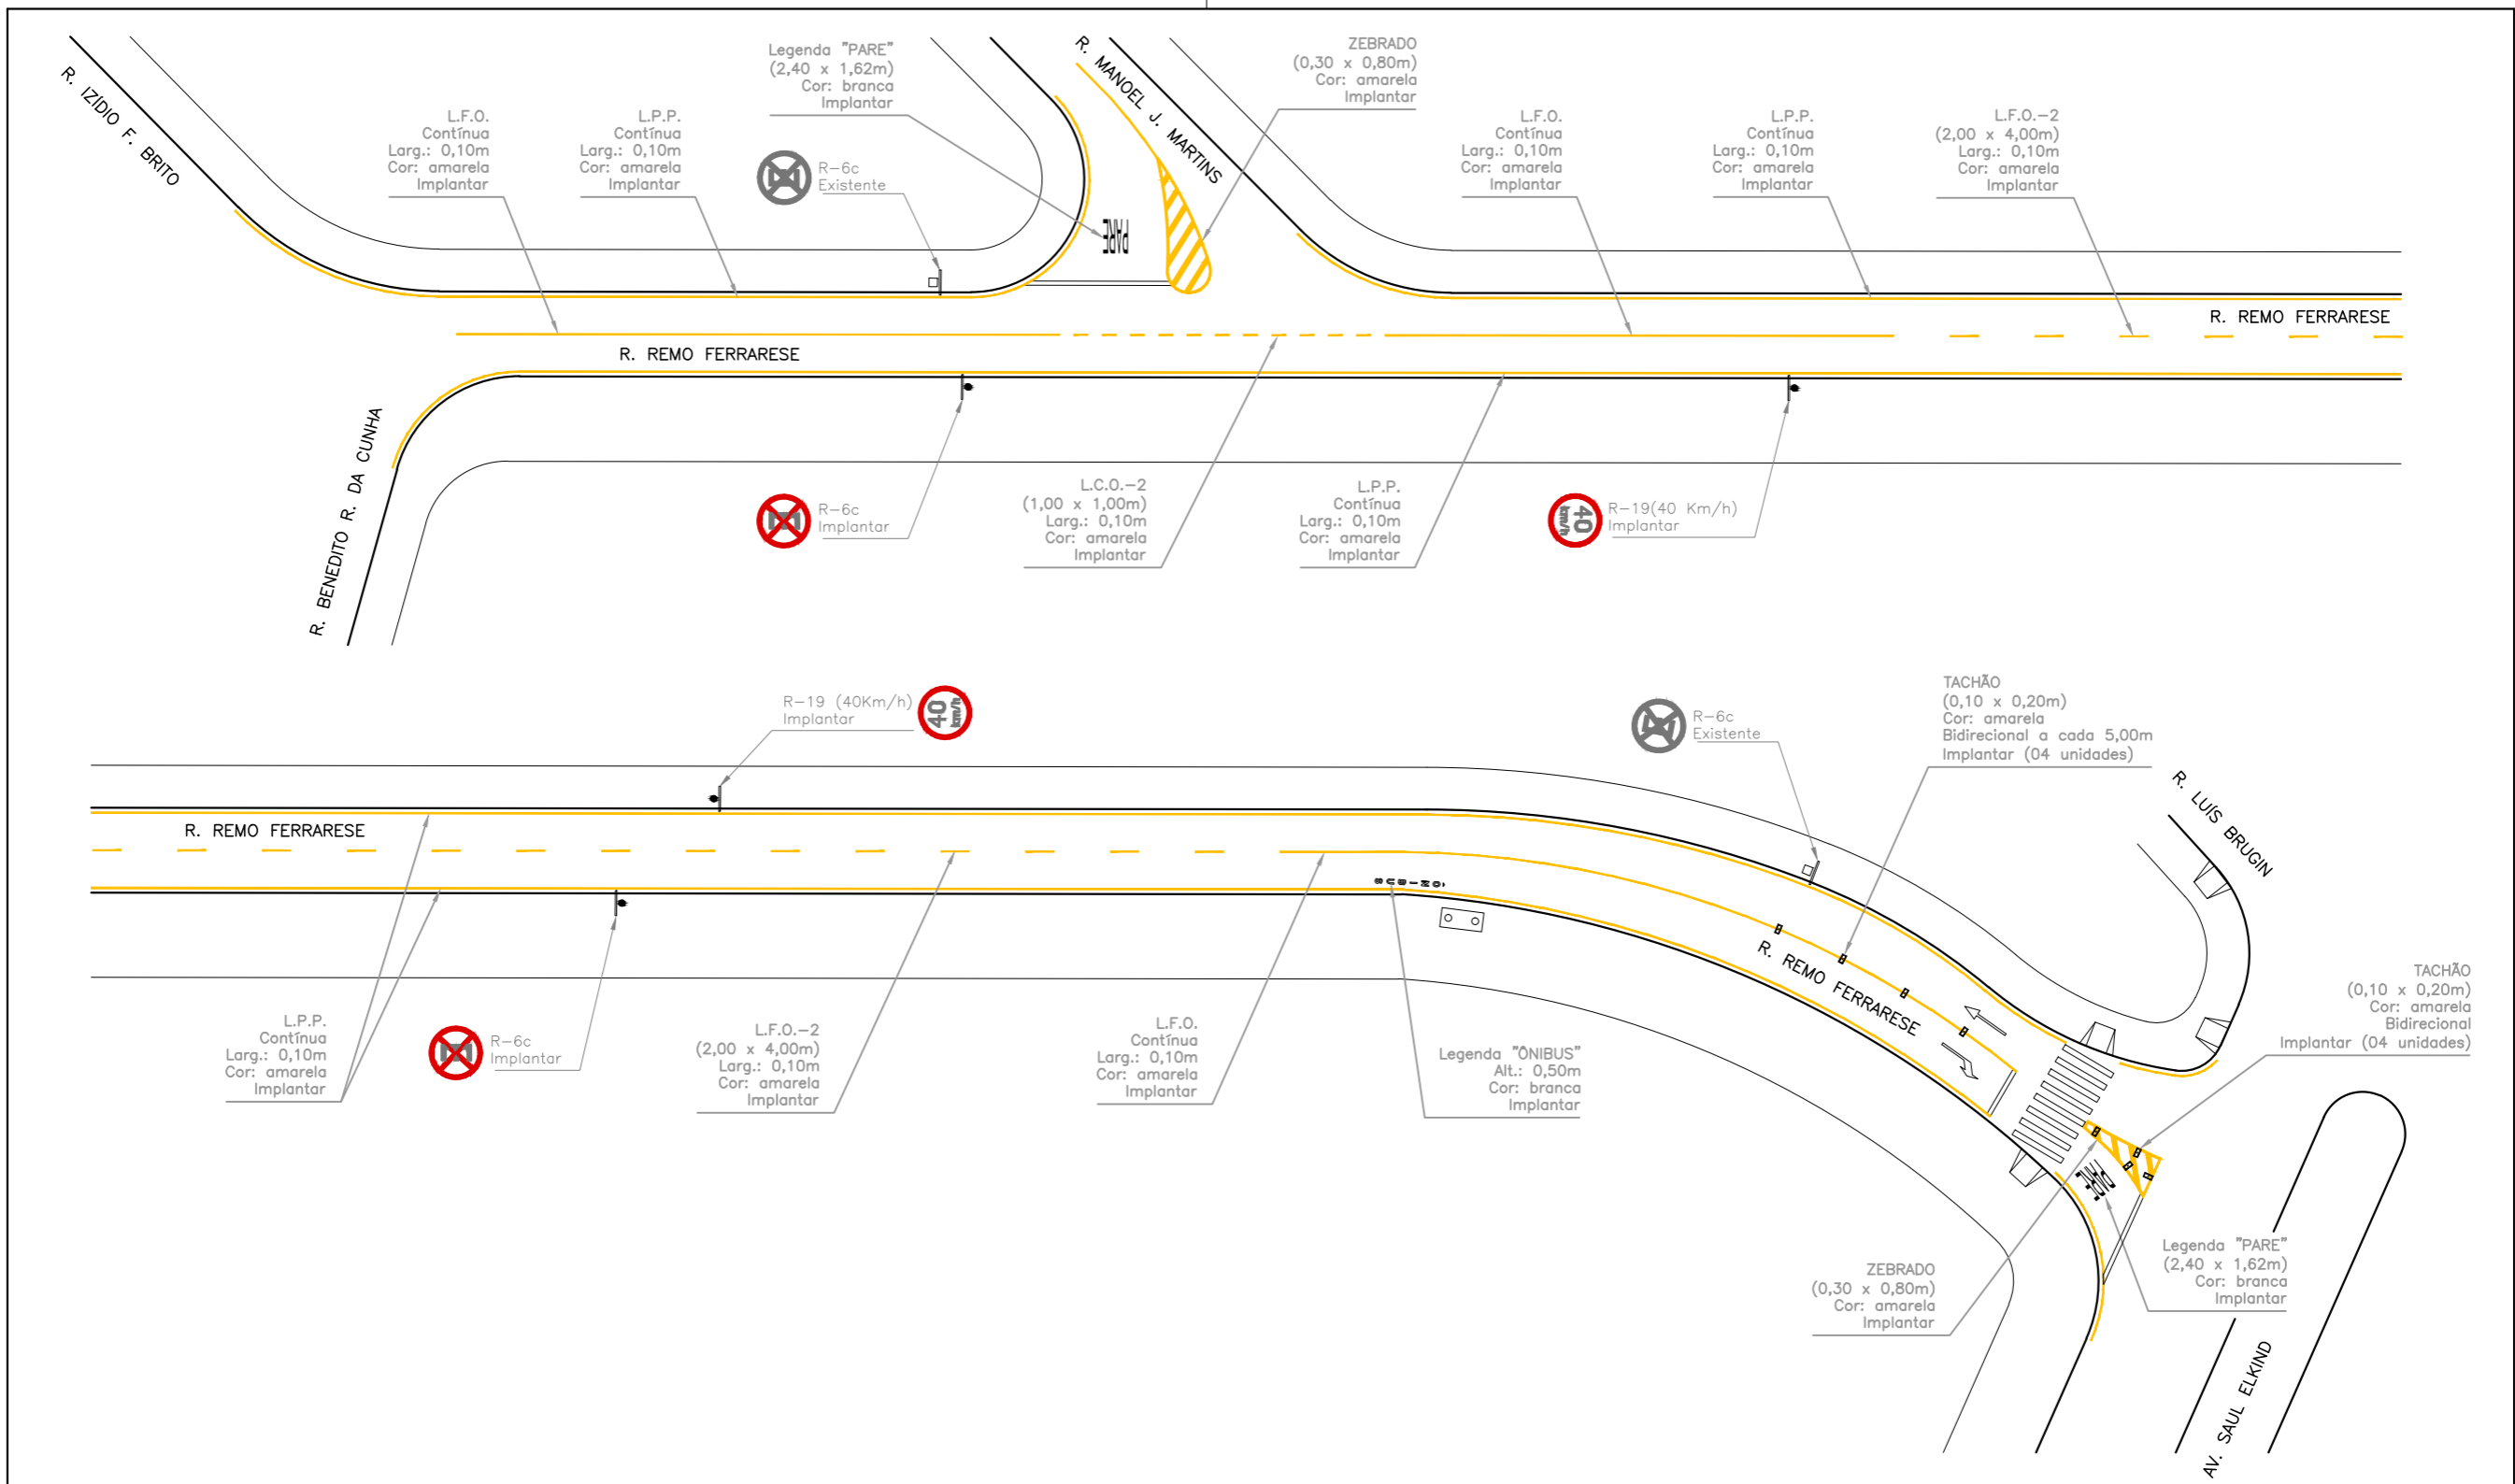 R. IZÍDIO F. BRITO
L.F.O.
Contínua
Larg.: 0,10m
Cor: amarela
Implantar
L.P.P.
Contínua
Larg.: 0,10m
Cor: amarela
Implantar
Legenda "PARE"
(2,40 x 1,62m)
Cor: branca
Implantar
R-6c
Existente
R. MANOEL J. MARTINS
PARE
ZEBRADO
(0,30 x 0,80m)
Cor: amarela
Implantar
L.F.O.
Contínua
Larg.: 0,10m
Cor: amarela
Implantar
L.P.P.
Contínua
Larg.: 0,10m
Cor: amarela
Implantar
L.F.O.-2
(2,00 x 4,00m)
Larg.: 0,10m
Cor: amarela
Implantar
R. REMO FERRARESE
R. REMO FERRARESE
R. BENEDITO R. DA CUNHA
E
R-6c
Implantar
L.C.O.-2
(1,00 x 1,00m)
Larg.: 0,10m
Cor: amarela
Implantar
L.P.P.
Contínua
Larg.: 0,10m
Cor: amarela
Implantar
40
km/h
R-19(40 Km/h)
Implantar
R-19 (40Km/h)
Implantar
40
km/h
R-6c
Existente
TACHÃO
(0,10 x 0,20m)
Cor: amarela
Bidirecional a cada 5,00m
Implantar (04 unidades)
R. LUÍS BRUGIN
R. REMO FERRARESE
ÔNIBUS
R. REMO FERRARESE
TACHÃO
(0,10 x 0,20m)
Cor: amarela
Bidirecional
Implantar (04 unidades)
L.P.P.
Contínua
Larg.: 0,10m
Cor: amarela
Implantar
E
R-6c
Implantar
L.F.O.-2
(2,00 x 4,00m)
Larg.: 0,10m
Cor: amarela
Implantar
L.F.O.
Contínua
Larg.: 0,10m
Cor: amarela
Implantar
Legenda "ÔNIBUS"
Alt.: 0,50m
Cor: branca
Implantar
PARE
ZEBRADO
(0,30 x 0,80m)
Cor: amarela
Implantar
Legenda "PARE"
(2,40 x 1,62m)
Cor: branca
Implantar
AV. SAUL ELKIND